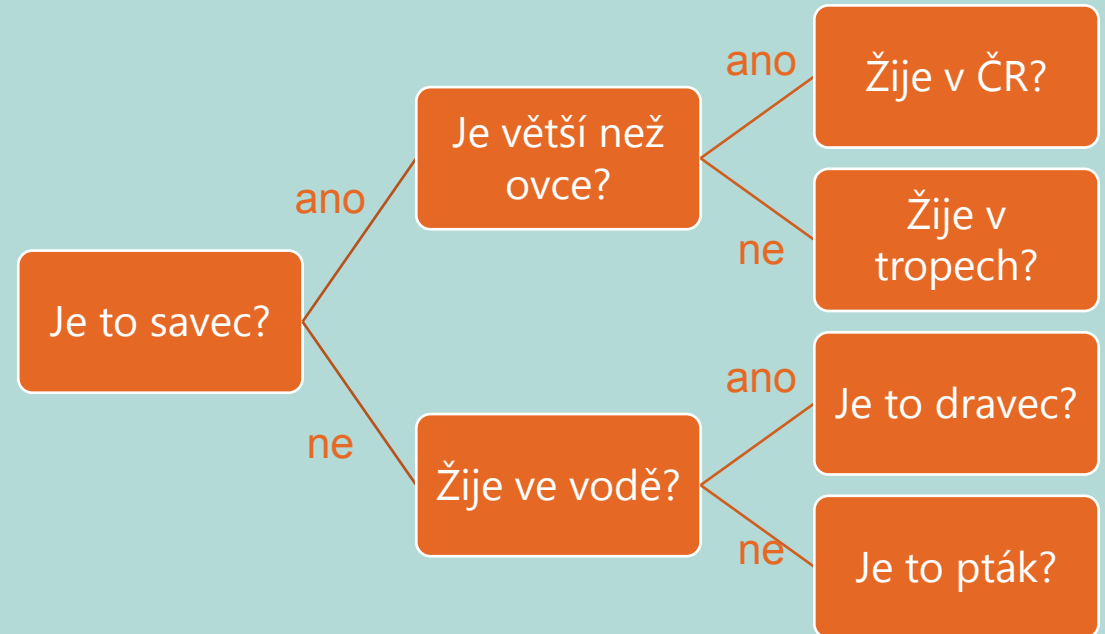 ano
Žije v ČR?
Je větší než
ovce?
ano
ne
Žije v
tropech?
Je to savec?
ano
Je to dravec?
ne
Žije ve vodě?
ne
Je to pták?